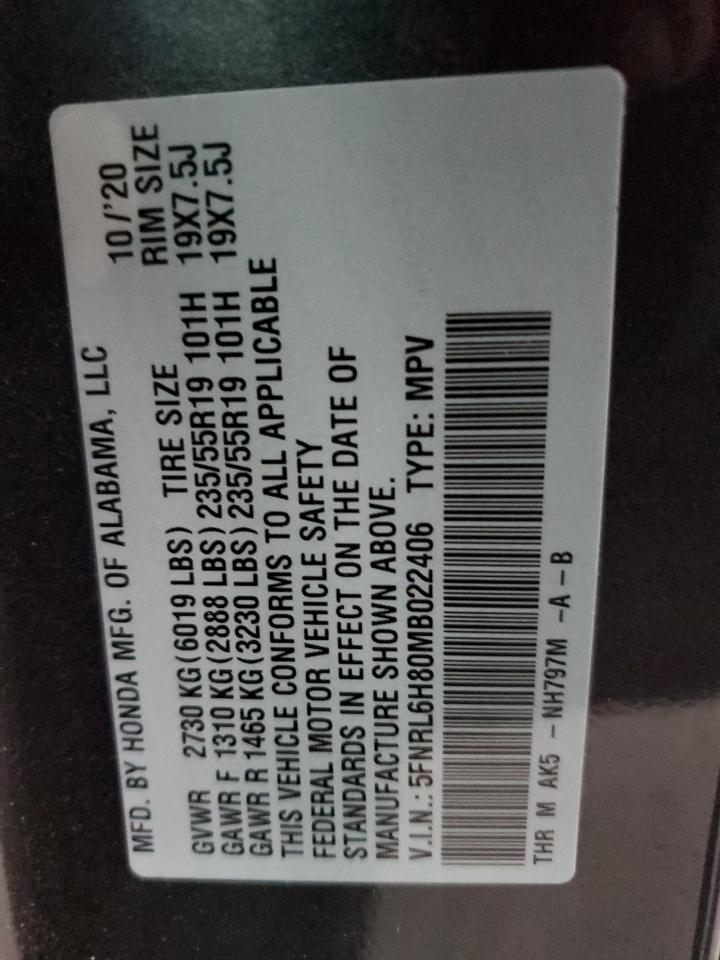 MFD. BY HONDA MFG. OF ALABAMA, LLC 10/'20
GVWR 2730 KG(6019 LBS) TIRE SIZE RIM SIZE
GAWR F 1310 KG(2888 LBS) 235/55R19 101H 19X7.5J
GAWR R 1465 KG(3230 LBS) 235/55R19 101H 19X7.5J
THIS VEHICLE CONFORMS TO ALL APPLICABLE
FEDERAL MOTOR VEHICLE SAFETY
STANDARDS IN EFFECT ON THE DATE OF
MANUFACTURE SHOWN ABOVE.
V.I.N.: 5FNRL6H80MB022406 TYPE: MPV
THR M AK5 - NH797M -A - B